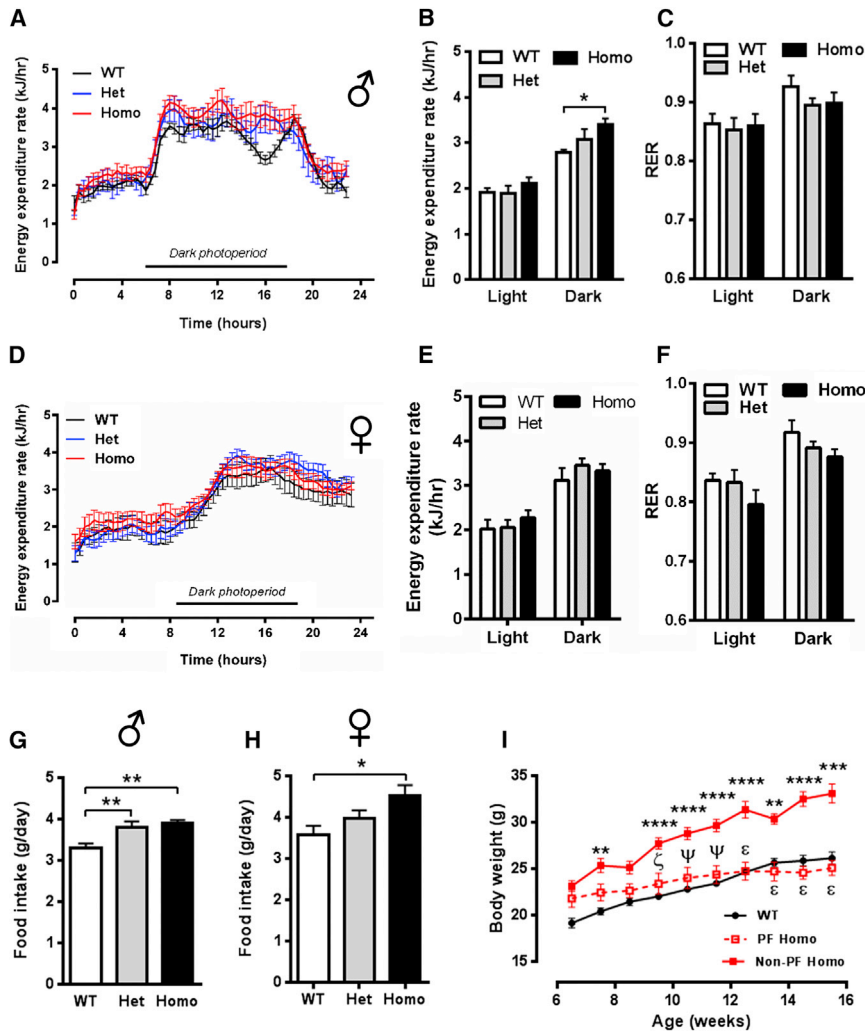 A
Energy expenditure rate (kJ/hr)
5
4
3
2
1
0
WT
Het
Homo
♂
Dark photoperiod
0 4 8 12 16 20 24
Time (hours)
B
Energy expenditure rate (kJ/hr)
5
4
3
2
1
0
WT Homo
Het
*
Light Dark
C
RER
1.0
0.9
0.8
0.7
0.6
WT Homo
Het
Light Dark
D
Energy expenditure rate (kJ/hr)
5
4
3
2
1
0
WT
Het
Homo
♀
Dark photoperiod
0 4 8 12 16 20 24
Time (hours)
E
Energy expenditure rate
(kJ/hr)
5
4
3
2
1
0
WT Homo
Het
Light Dark
F
RER
1.0
0.9
0.8
0.7
0.6
WT Homo
Het
Light Dark
G
♂
Food intake (g/day)
5
4
3
2
1
0
**
**
WT Het Homo
H
♀
Food intake (g/day)
5
4
3
2
1
0
*
WT Het Homo
I
Body weight (g)
35
30
25
20
15
** **** **** **** **** ** **** ***
ζ Ψ Ψ ε
ε ε ε
WT
PF Homo
Non-PF Homo
6 8 10 12 14 16
Age (weeks)